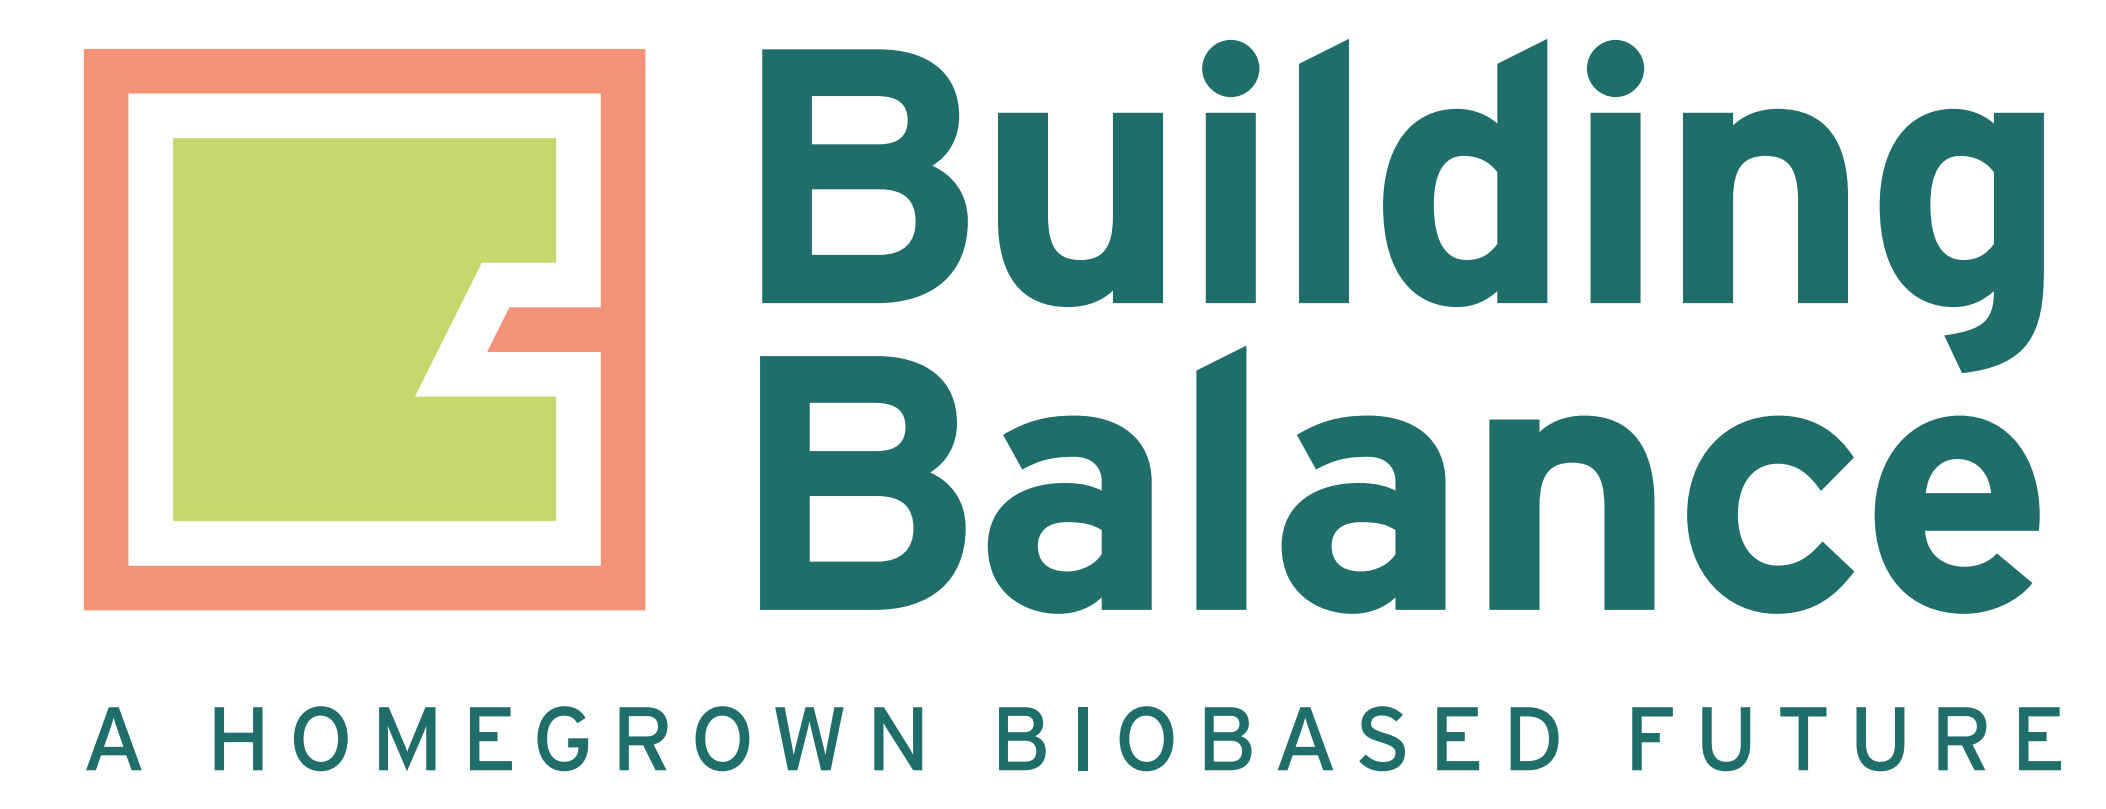 Building
Balance
A HOMEGROWN BIOBASED FUTURE